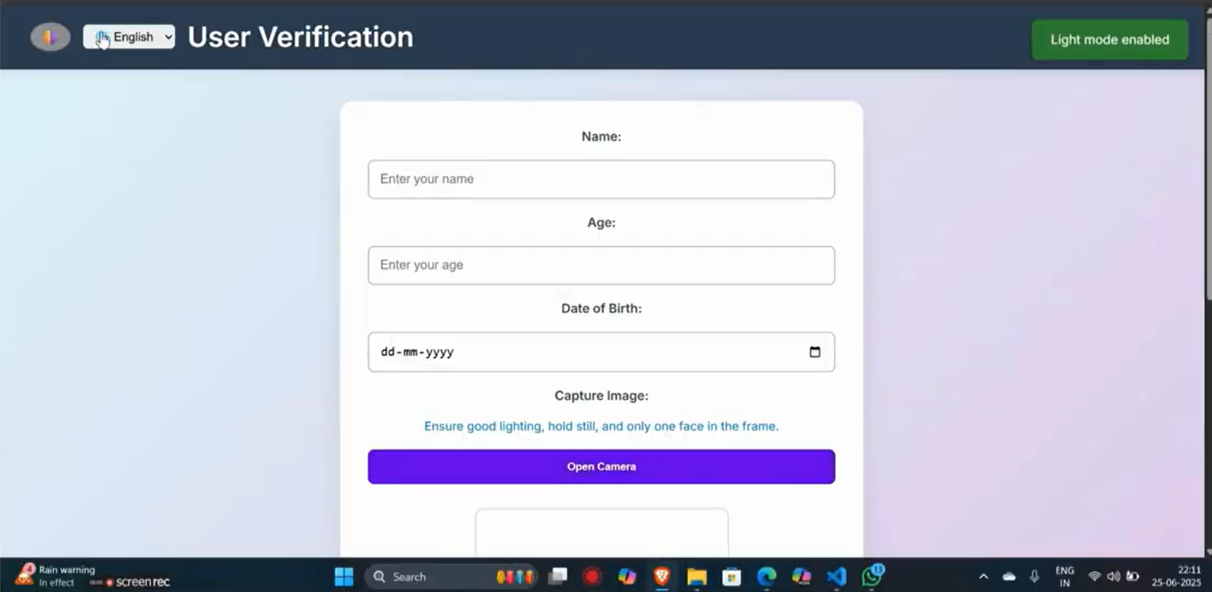 English
User Verification
Light mode enabled
Name:
Enter your name
Age:
Enter your age
Date of Birth:
dd-mm-yyyy
Capture Image:
Ensure good lighting, hold still, and only one face in the frame.
Open Camera
Rain warning
In effect
screenrec
Search
13
ENG
IN
22:11
25-06-2025